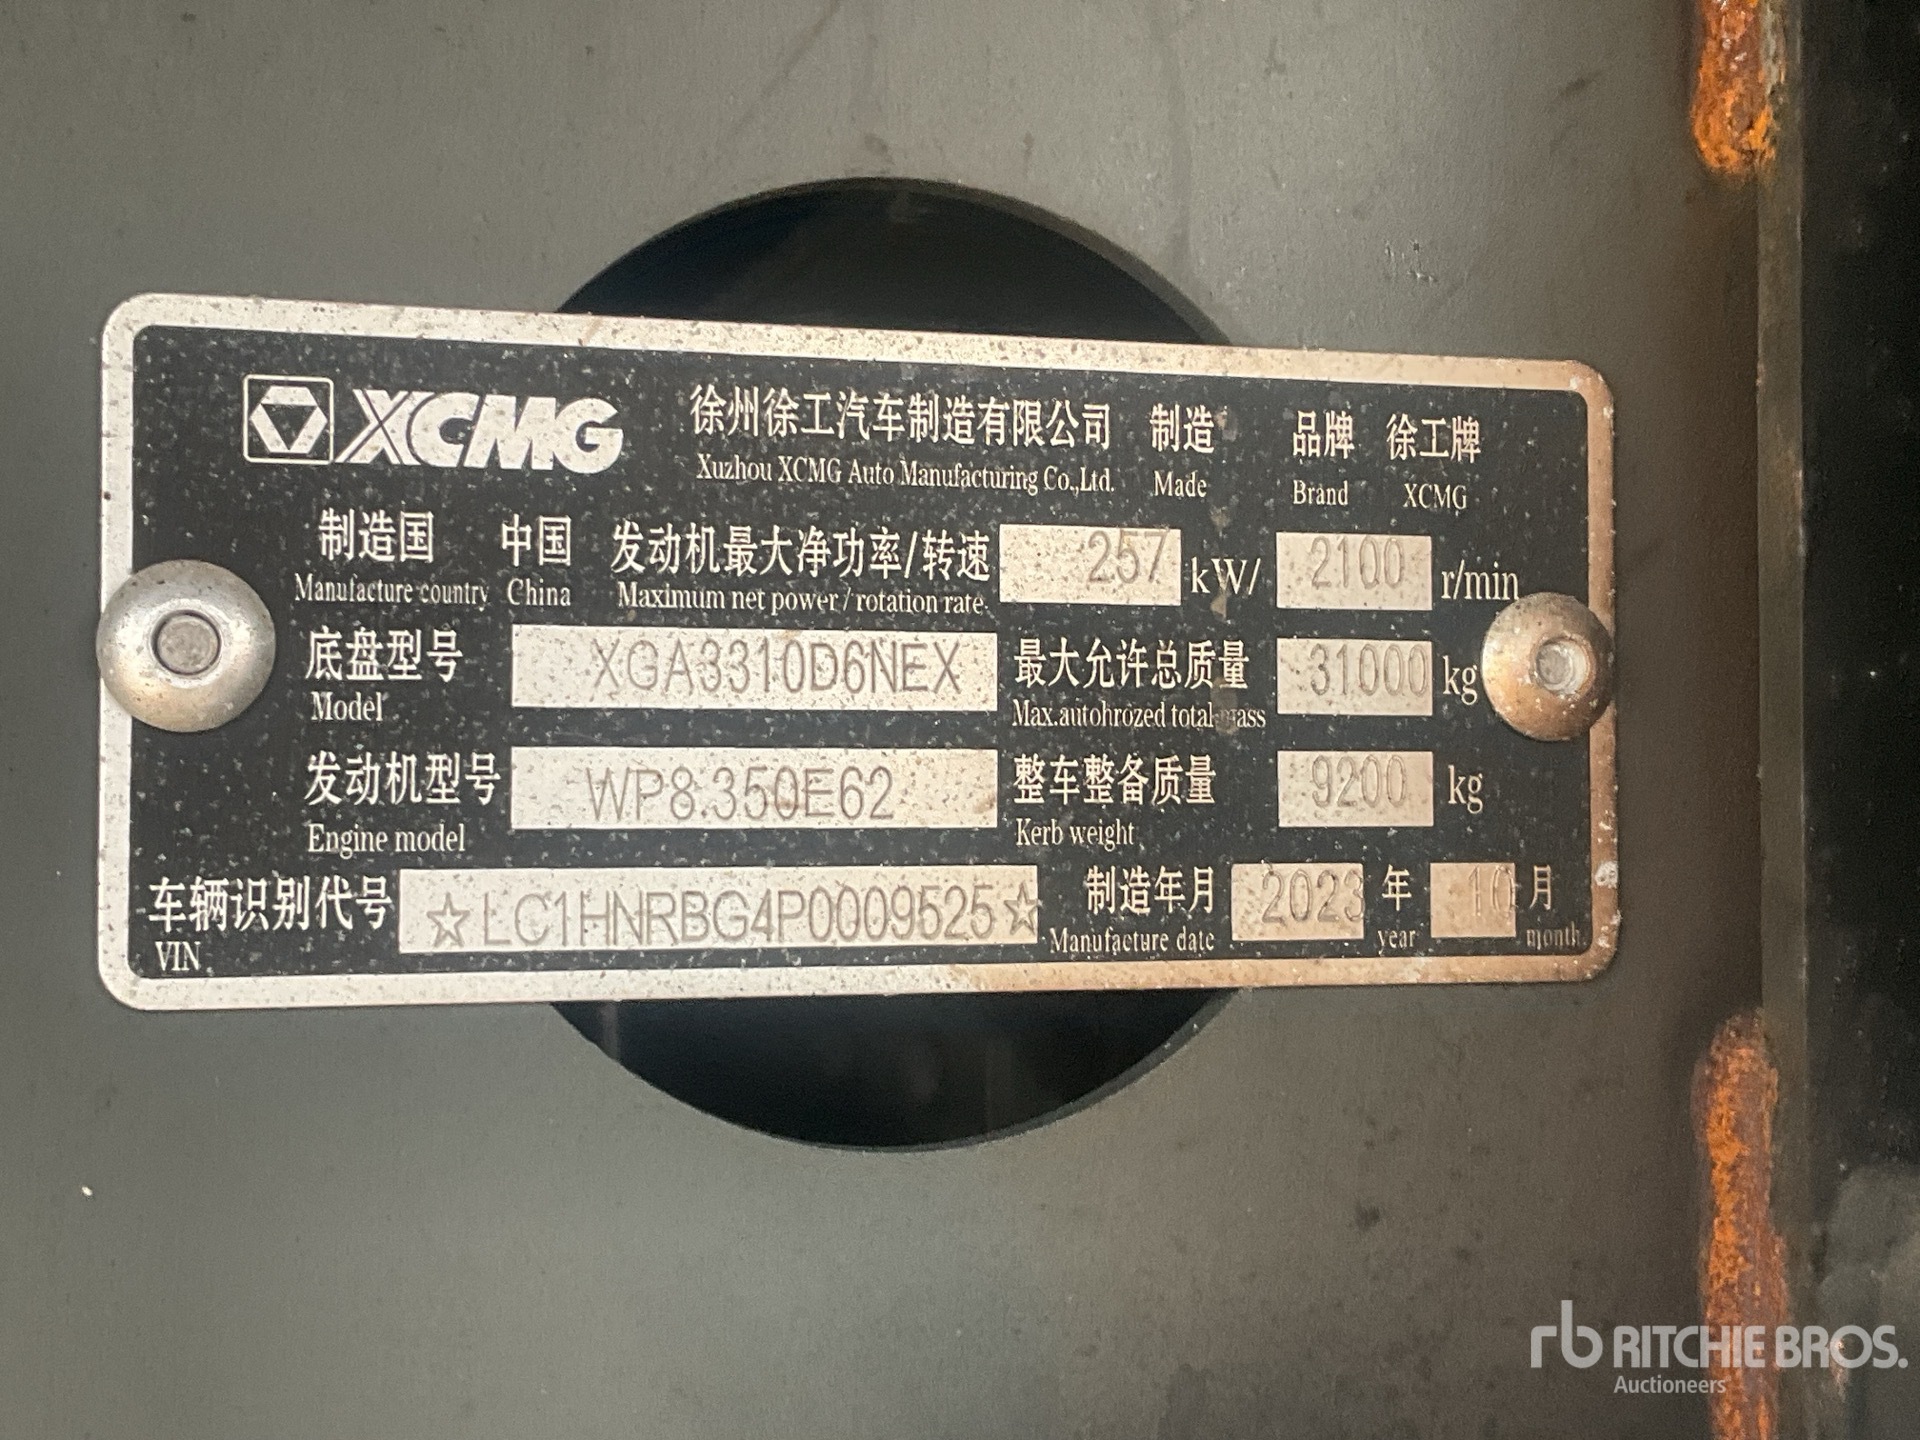 XCMG 徐州徐工汽车制造有限公司 制造 品牌 徐工牌
Xuzhou XCMG Auto Manufacturing Co.,Ltd. Made Brand XCMG
制造国 中国 发动机最大净功率/转速 257 kW/ 2100 r/min
Manufacture country China Maximum net power / rotation rate
底盘型号 XGA3310D6NEX 最大允许总质量 31000 kg
Model Max.autohrozed total mass
发动机型号 WP8.350E62 整车整备质量 9200 kg
Engine model Kerb weight
车辆识别代号 ☆LC1HNRBG4P0009525☆ 制造年月 2023 年 10 月
VIN Manufacture date year month
rb RITCHIE BROS.
Auctioneers